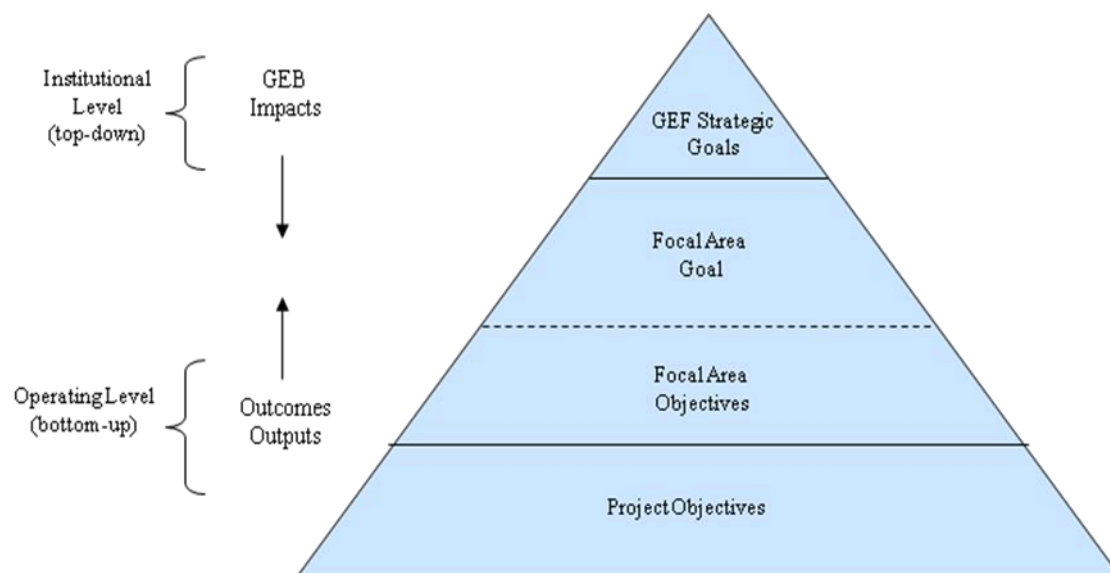 Institutional
Level
(top-down)
GEB
Impacts
GEF Strategic
Goals
Focal Area
Goal
Focal Area
Objectives
Operating Level
(bottom-up)
Outcomes
Outputs
Project Objectives